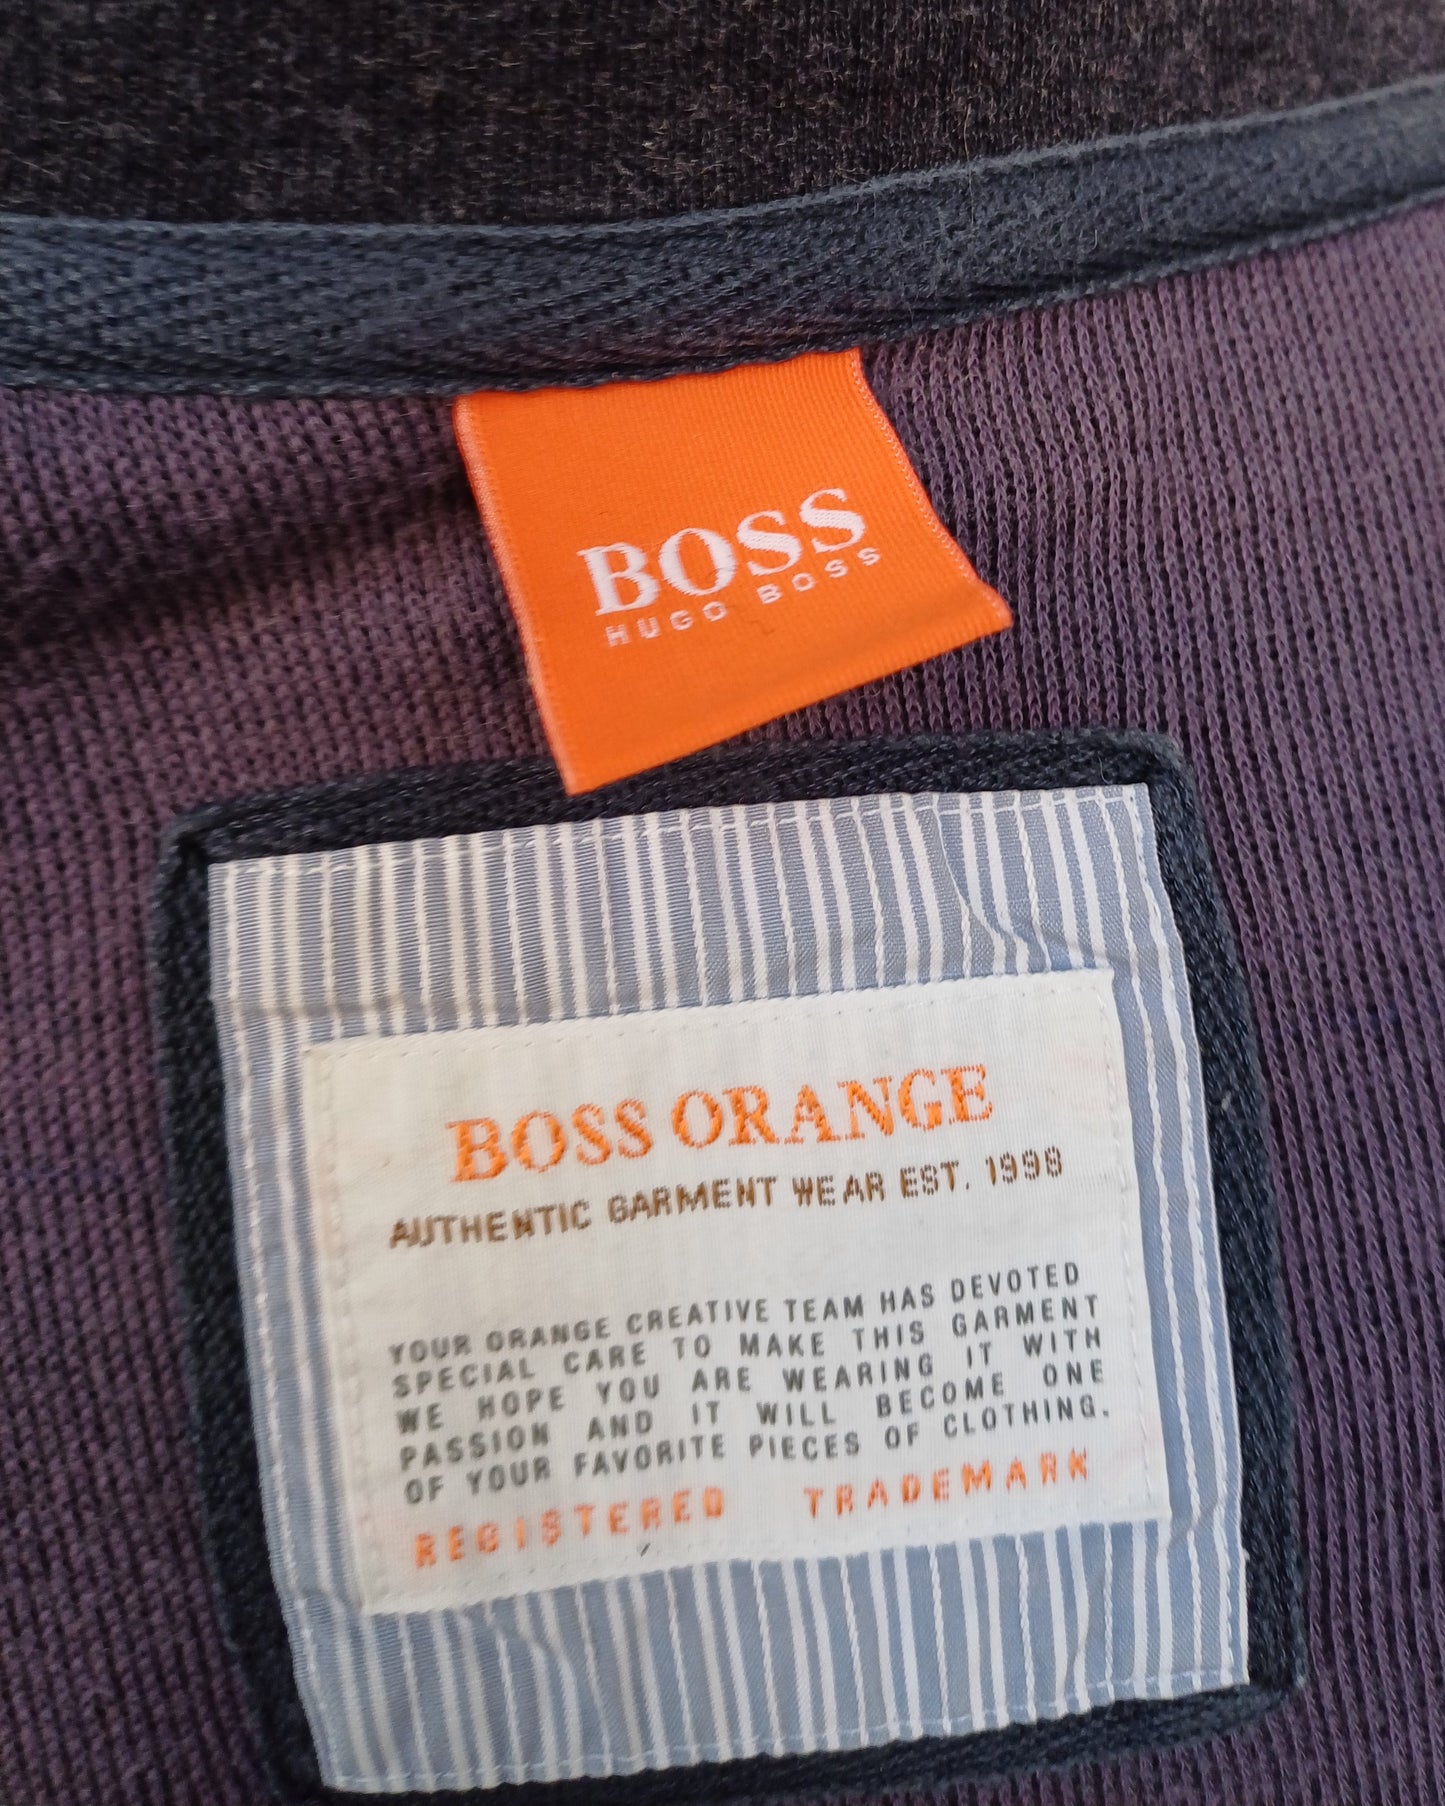 BOSS
HUGO BOSS
BOSS ORANGE
AUTHENTIC GARMENT WEAR EST. 1998
YOUR ORANGE CREATIVE TEAM HAS DEVOTED
SPECIAL CARE TO MAKE THIS GARMENT
WE HOPE YOU ARE WEARING IT WITH
PASSION AND IT WILL BECOME ONE
OF YOUR FAVORITE PIECES OF CLOTHING.
REGISTERED TRADEMARK